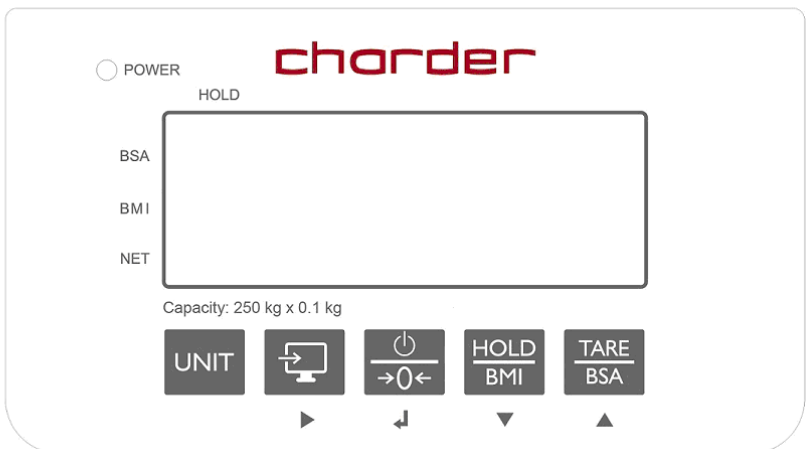 charder
POWER
HOLD
BSA
BMI
NET
Capacity: 250 kg x 0.1 kg
UNIT
→0←
HOLD
BMI
TARE
BSA